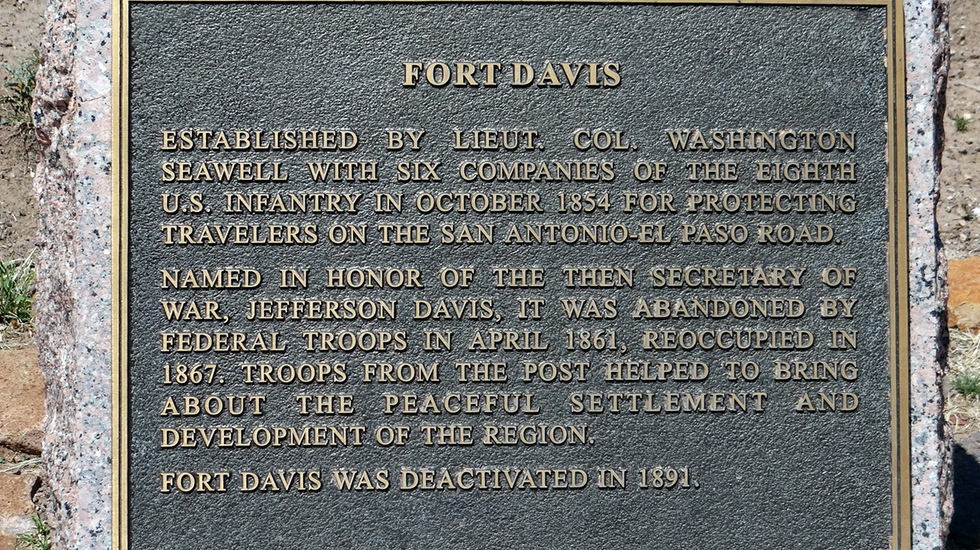 FORT DAVIS
ESTABLISHED BY LIEUT. COL. WASHINGTON
SEAWELL WITH SIX COMPANIES OF THE EIGHTH
U.S. INFANTRY IN OCTOBER 1854 FOR PROTECTING
TRAVELERS ON THE SAN ANTONIO-EL PASO ROAD.
NAMED IN HONOR OF THE THEN SECRETARY OF
WAR, JEFFERSON DAVIS, IT WAS ABANDONED BY
FEDERAL TROOPS IN APRIL 1861, REOCCUPIED IN
1867. TROOPS FROM THE POST HELPED TO BRING
ABOUT THE PEACEFUL SETTLEMENT AND
DEVELOPMENT OF THE REGION.
FORT DAVIS WAS DEACTIVATED IN 1891.